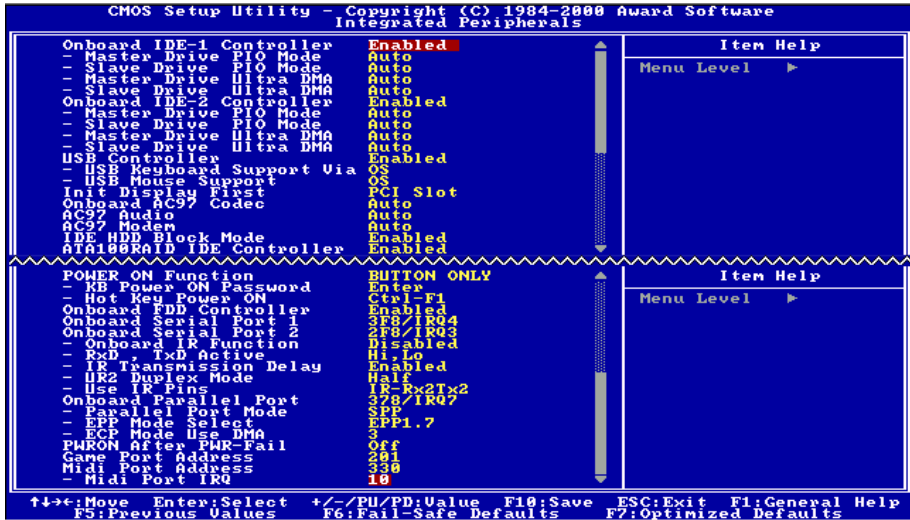 CMOS Setup Utility - Copyright (C) 1984-2000 Award Software
Integrated Peripherals
Onboard IDE-1 Controller Enabled
- Master Drive PIO Mode Auto
- Slave Drive PIO Mode Auto
- Master Drive Ultra DMA Auto
- Slave Drive Ultra DMA Auto
Onboard IDE-2 Controller Enabled
- Master Drive PIO Mode Auto
- Slave Drive PIO Mode Auto
- Master Drive Ultra DMA Auto
- Slave Drive Ultra DMA Auto
USB Controller Enabled
- USB Keyboard Support Via OS
- USB Mouse Support OS
Init Display First PCI Slot
Onboard AC97 Codec Auto
AC97 Audio Auto
AC97 Modem Auto
IDE HDD Block Mode Enabled
ATA100RAID IDE Controller Enabled
Item Help
Menu Level ►
POWER ON Function BUTTON ONLY
- KB Power ON Password Enter
- Hot Key Power ON Ctrl-F1
Onboard FDD Controller Enabled
Onboard Serial Port 1 3F8/IRQ4
Onboard Serial Port 2 2F8/IRQ3
- Onboard IR Function Disabled
- RxD , TxD Active Hi,Lo
- IR Transmission Delay Enabled
- UR2 Duplex Mode Half
- Use IR Pins IR-Rx2Tx2
Onboard Parallel Port 378/IRQ7
- Parallel Port Mode SPP
- EPP Mode Select EPP1.7
- ECP Mode Use DMA 3
PWRON After PWR-Fail Off
Game Port Address 201
Midi Port Address 330
- Midi Port IRQ 10
Item Help
Menu Level ►
↑↓→←:Move Enter:Select +/-/PU/PD:Value F10:Save ESC:Exit F1:General Help
F5:Previous Values F6:Fail-Safe Defaults F7:Optimized Defaults